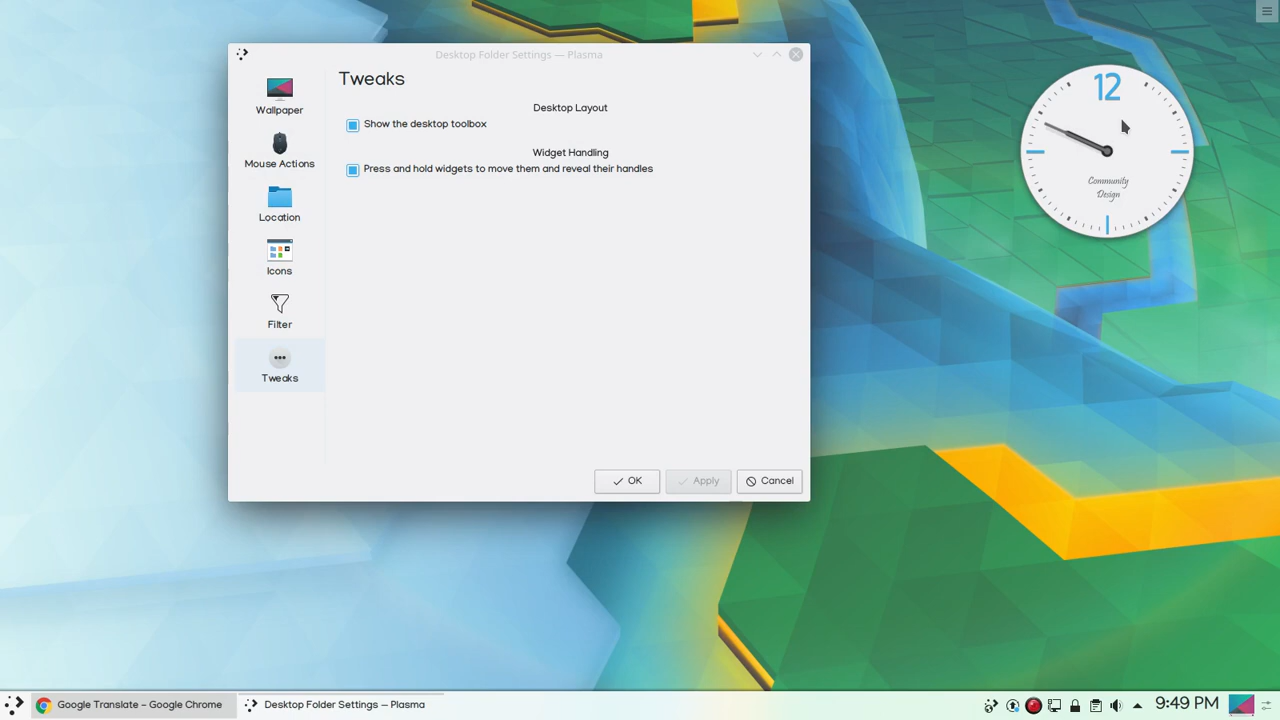 Desktop Folder Settings — Plasma
Tweaks
Wallpaper
Mouse Actions
Location
Icons
Filter
Tweaks
Desktop Layout
Show the desktop toolbox
Widget Handling
Press and hold widgets to move them and reveal their handles
OK
Apply
Cancel
12
Community
Design
Google Translate - Google Chrome
Desktop Folder Settings — Plasma
9:49 PM